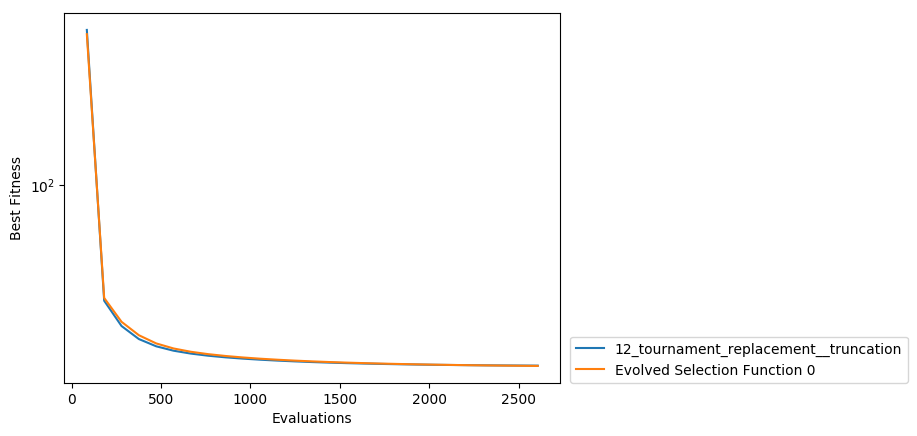 Best Fitness
10²
0
500
1000
1500
2000
2500
Evaluations
12_tournament_replacement__truncation
Evolved Selection Function 0